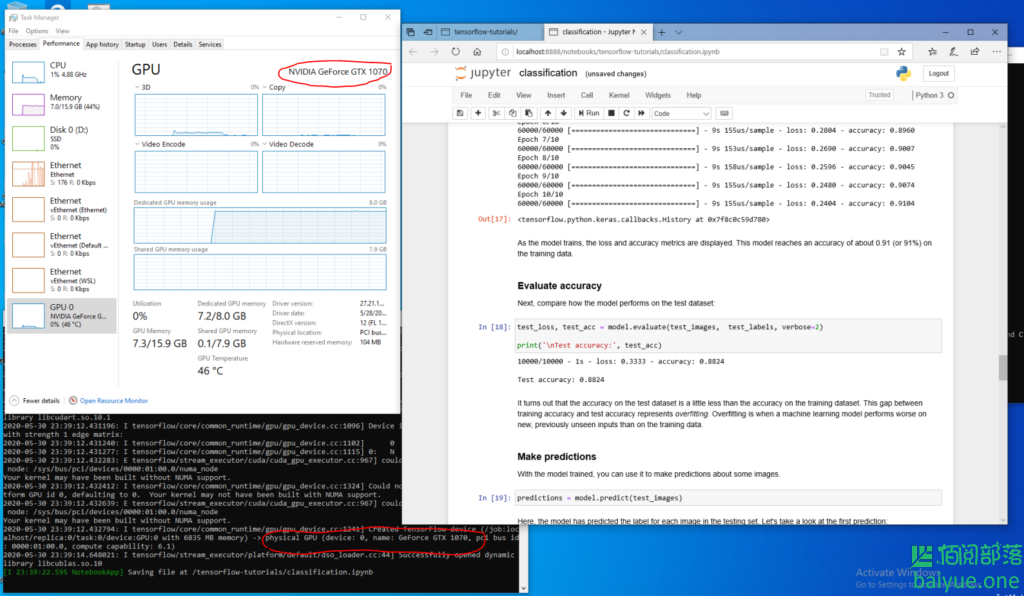 Task Manager
File Options View
Processes Performance App history Startup Users Details Services
CPU
1% 4.88 GHz
Memory
7.0/15.9 GB (44%)
Disk 0 (D:)
SSD
0%
Ethernet
Ethernet
S: 176 R: 0 Kbps
Ethernet
vEthernet (Ethernet)
S: 0 R: 0 Kbps
Ethernet
vEthernet (Default ...
S: 0 R: 0 Kbps
Ethernet
vEthernet (WSL)
S: 0 R: 0 Kbps
GPU 0
NVIDIA GeForce G...
0% (46 °C)
GPU
NVIDIA GeForce GTX 1070
3D 0% Copy 0%
Video Encode 0% Video Decode 0%
Dedicated GPU memory usage 8.0 GB
Shared GPU memory usage 7.9 GB
Utilization
0%
Dedicated GPU memory
7.2/8.0 GB
GPU Memory
7.3/15.9 GB
Shared GPU memory
0.1/7.9 GB
GPU Temperature
46 °C
Driver version: 27.21.1...
Driver date: 5/28/20...
DirectX version: 12 (FL 1...
Physical location: PCI bus...
Hardware reserved memory: 104 MB
Fewer details Open Resource Monitor
library libcudart.so.10.1
2020-05-30 23:39:12.431196: I tensorflow/core/common_runtime/gpu/gpu_device.cc:1096] Device i
with strength 1 edge matrix:
2020-05-30 23:39:12.431240: I tensorflow/core/common_runtime/gpu/gpu_device.cc:1102] 0
2020-05-30 23:39:12.431277: I tensorflow/core/common_runtime/gpu/gpu_device.cc:1115] 0: N
2020-05-30 23:39:12.432283: E tensorflow/stream_executor/cuda/cuda_gpu_executor.cc:967] could
node: /sys/bus/pci/devices/0000:01:00.0/numa_node
Your kernel may have been built without NUMA support.
2020-05-30 23:39:12.432412: I tensorflow/core/common_runtime/gpu/gpu_device.cc:1324] Could no
tform GPU id 0, defaulting to 0. Your kernel may not have been built with NUMA support.
2020-05-30 23:39:12.432639: E tensorflow/stream_executor/cuda/cuda_gpu_executor.cc:967] could
node: /sys/bus/pci/devices/0000:01:00.0/numa_node
Your kernel may not have been built without NUMA support.
2020-05-30 23:39:12.432794: I tensorflow/core/common_runtime/gpu/gpu_device.cc:1241] Created TensorFlow device (/job:loc
alhost/replica:0/task:0/device:GPU:0 with 6835 MB memory) -> physical GPU (device: 0, name: GeForce GTX 1070, pci bus id
: 0000:01:00.0, compute capability: 6.1)
2020-05-30 23:39:14.648021: I tensorflow/stream_executor/platform/default/dso_loader.cc:44] Successfully opened dynamic
library libcublas.so.10
[I 23:39:22.595 NotebookApp] Saving file at /tensorflow-tutorials/classification.ipynb
tensorflow-tutorials/ classification - Jupyter N
localhost:8888/notebooks/tensorflow-tutorials/classification.ipynb
jupyter classification (unsaved changes) Logout
File Edit View Insert Cell Kernel Widgets Help Trusted Python 3
Run Code
60000/60000 [==============================] - 9s 155us/sample - loss: 0.2804 - accuracy: 0.8960
Epoch 7/10
60000/60000 [==============================] - 9s 153us/sample - loss: 0.2690 - accuracy: 0.9007
Epoch 8/10
60000/60000 [==============================] - 9s 158us/sample - loss: 0.2596 - accuracy: 0.9045
Epoch 9/10
60000/60000 [==============================] - 9s 155us/sample - loss: 0.2480 - accuracy: 0.9074
Epoch 10/10
60000/60000 [==============================] - 9s 155us/sample - loss: 0.2404 - accuracy: 0.9104
Out[17]: <tensorflow.python.keras.callbacks.History at 0x7f8c0c59d780>
As the model trains, the loss and accuracy metrics are displayed. This model reaches an accuracy of about 0.91 (or 91%) on
the training data.
Evaluate accuracy
Next, compare how the model performs on the test dataset:
In [18]: test_loss, test_acc = model.evaluate(test_images, test_labels, verbose=2)
print('\nTest accuracy:', test_acc)
10000/10000 - 1s - loss: 0.3333 - accuracy: 0.8824
Test accuracy: 0.8824
It turns out that the accuracy on the test dataset is a little less than the accuracy on the training dataset. This gap between
training accuracy and test accuracy represents overfitting. Overfitting is when a machine learning model performs worse on
new, previously unseen inputs than on the training data.
Make predictions
With the model trained, you can use it to make predictions about some images.
In [19]: predictions = model.predict(test_images)
Here, the model has predicted the label for each image in the testing set. Let's take a look at the first prediction:
Activate Windows
佰阅部落
baiyue.one